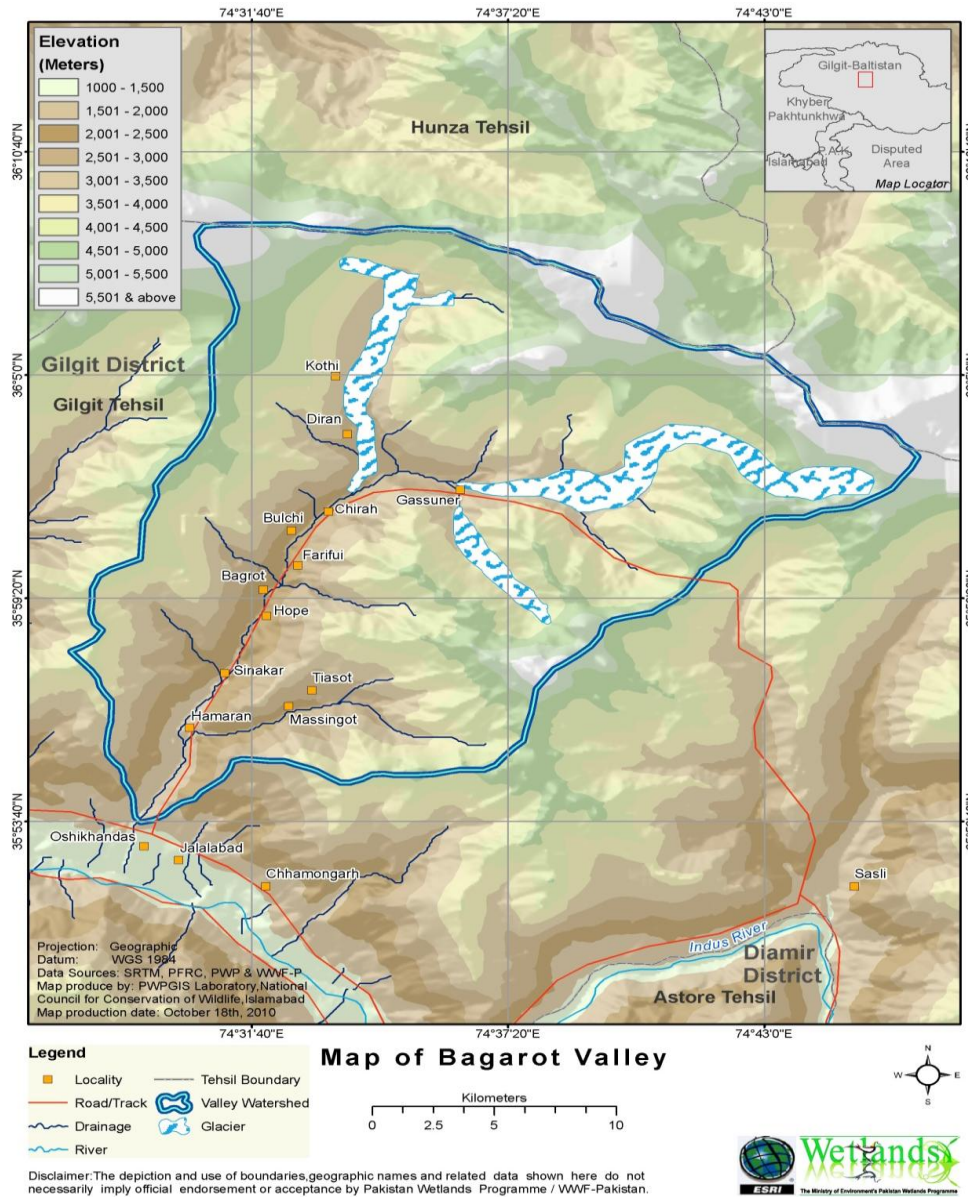 74°31'40"E
74°37'20"E
74°43'0"E
Elevation
(Meters)
1000 - 1,500
1,501 - 2,000
2,001 - 2,500
2,501 - 3,000
3,001 - 3,500
3,501 - 4,000
4,001 - 4,500
4,501 - 5,000
5,001 - 5,500
5,501 & above
Gilgit-Baltistan
Khyber
Pakhtunkhwa
P.A.K
Islamabad
Disputed
Area
Map Locator
Hunza Tehsil
36°10'40"N
36°5'0"N
Gilgit District
Gilgit Tehsil
Kothi
Diran
Gassuner
Chirah
Bulchi
Farifui
Bagrot
35°59'20"N
Hope
Sinakar
Tiasot
Massingot
Hamaran
35°53'40"N
Oshikhandas
Jalalabad
Chhamongarh
Sasli
Indus River
Diamir
District
Astore Tehsil
Projection: Geographic
Datum: WGS 1984
Data Sources: SRTM, PFRC, PWP & WWF-P
Map produce by: PWPGIS Laboratory,National
Council for Conservation of Wildlife,Islamabad
Map production date: October 18th, 2010
74°31'40"E
74°37'20"E
74°43'0"E
Legend
Locality
Road/Track
Drainage
River
Tehsil Boundary
Valley Watershed
Glacier
Map of Bagarot Valley
Kilometers
0 2.5 5 10
N
W E
S
ESRI
Wetlands
The Ministry of Environment's Pakistan Wetlands Programme
Disclaimer:The depiction and use of boundaries,geographic names and related data shown here do not
necessarily imply official endorsement or acceptance by Pakistan Wetlands Programme / WWF-Pakistan.